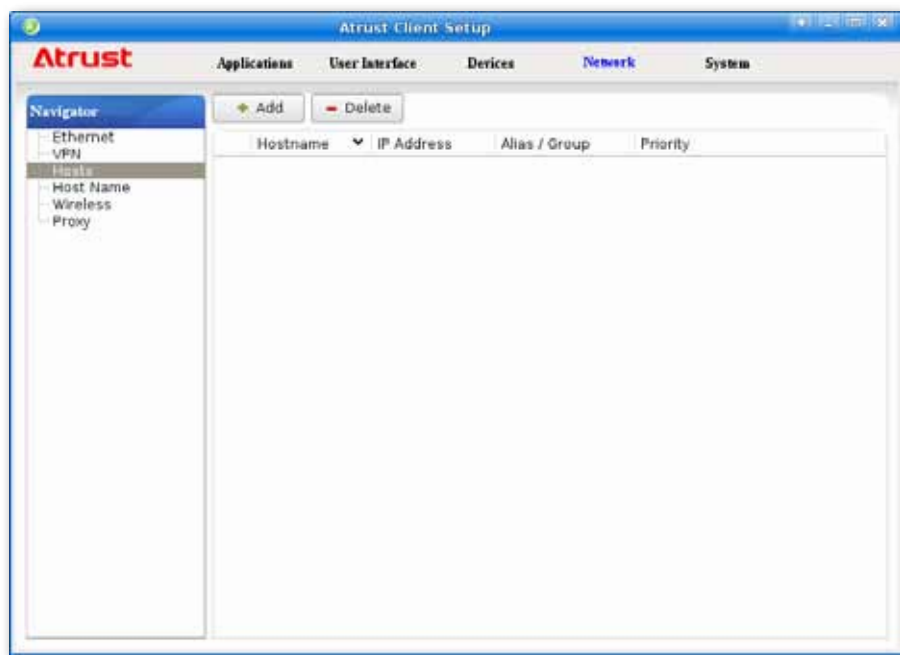 Atrust Client Setup
Atrust
Applications User Interface Devices Network System
Navigator
Ethernet
VPN
Hosts
Host Name
Wireless
Proxy
Add Delete
Hostname IP Address Alias / Group Priority